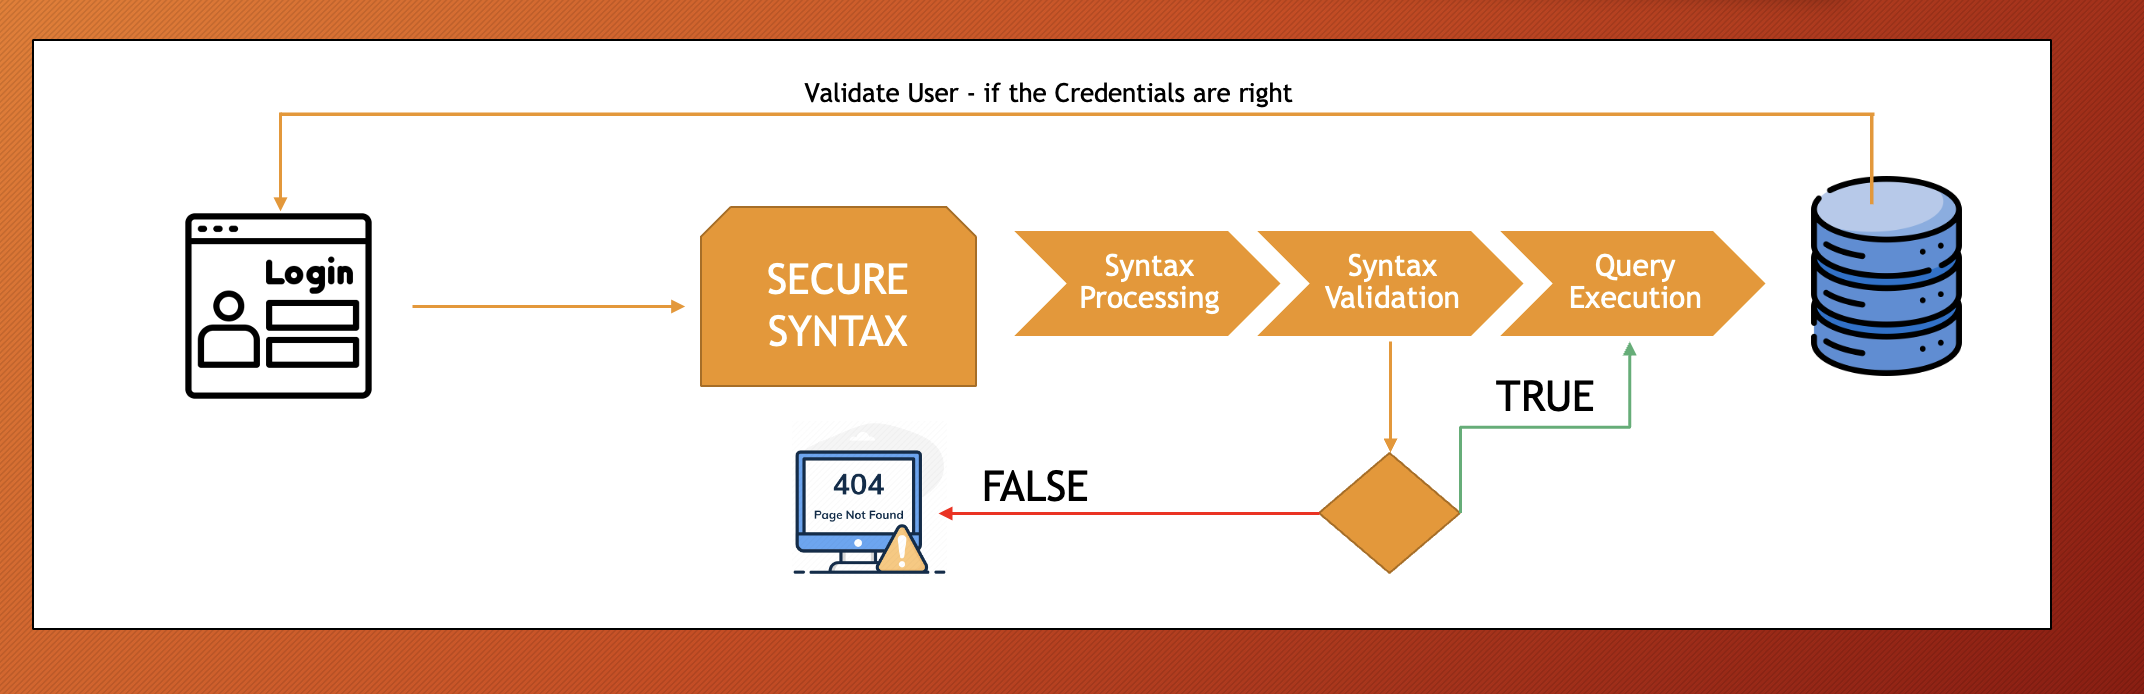 Validate User - if the Credentials are right
Login
SECURE
SYNTAX
Syntax
Processing
Syntax
Validation
Query
Execution
TRUE
FALSE
404
Page Not Found